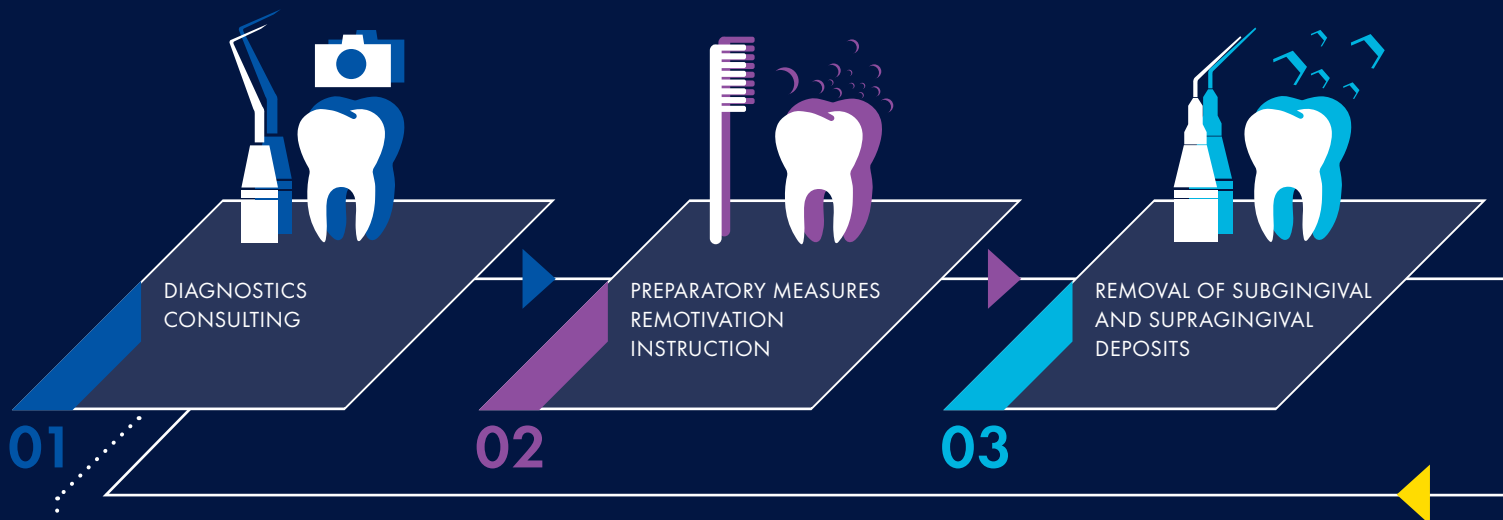 DIAGNOSTICS
CONSULTING
01
PREPARATORY MEASURES
REMOTIVATION
INSTRUCTION
02
REMOVAL OF SUBGINGIVAL
AND SUPRAGINGIVAL
DEPOSITS
03